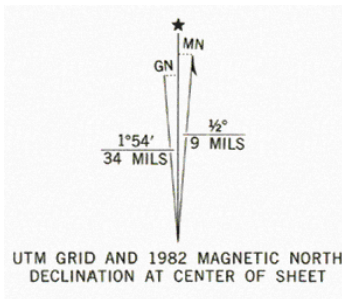 ★
MN
GN
1°54′
34 MILS
½°
9 MILS
UTM GRID AND 1982 MAGNETIC NORTH
DECLINATION AT CENTER OF SHEET